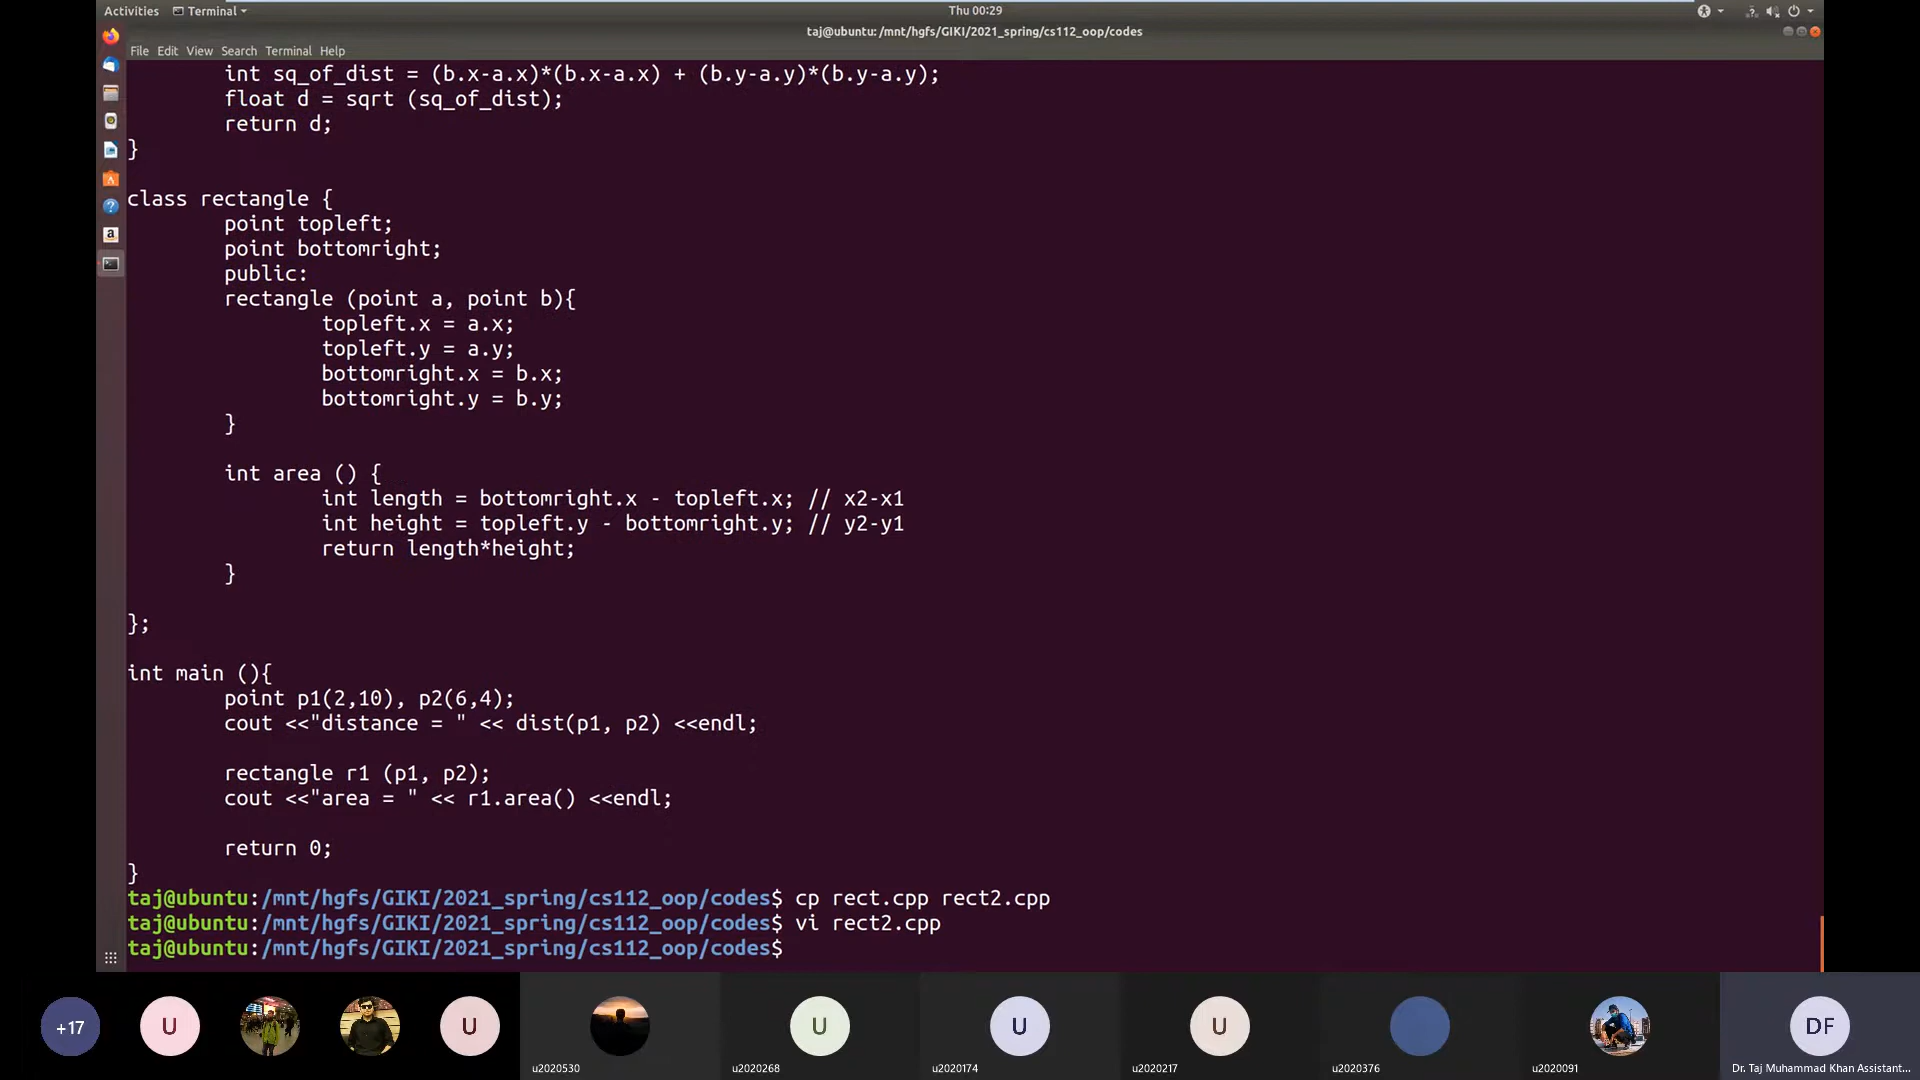 Activities Terminal Thu 00:29
taj@ubuntu: /mnt/hgfs/GIKI/2021_spring/cs112_oop/codes
File Edit View Search Terminal Help
int sq_of_dist = (b.x-a.x)*(b.x-a.x) + (b.y-a.y)*(b.y-a.y);
float d = sqrt (sq_of_dist);
return d;
}
class rectangle {
point topleft;
point bottomright;
public:
rectangle (point a, point b){
topleft.x = a.x;
topleft.y = a.y;
bottomright.x = b.x;
bottomright.y = b.y;
}
int area () {
int length = bottomright.x - topleft.x; // x2-x1
int height = topleft.y - bottomright.y; // y2-y1
return length*height;
}
};
int main (){
point p1(2,10), p2(6,4);
cout <<"distance = " << dist(p1, p2) <<endl;
rectangle r1 (p1, p2);
cout <<"area = " << r1.area() <<endl;
return 0;
}
taj@ubuntu:/mnt/hgfs/GIKI/2021_spring/cs112_oop/codes$ cp rect.cpp rect2.cpp
taj@ubuntu:/mnt/hgfs/GIKI/2021_spring/cs112_oop/codes$ vi rect2.cpp
taj@ubuntu:/mnt/hgfs/GIKI/2021_spring/cs112_oop/codes$
+17 U U U U U DF
u2020530 u2020268 u2020174 u2020217 u2020376 u2020091 Dr. Taj Muhammad Khan Assistant...